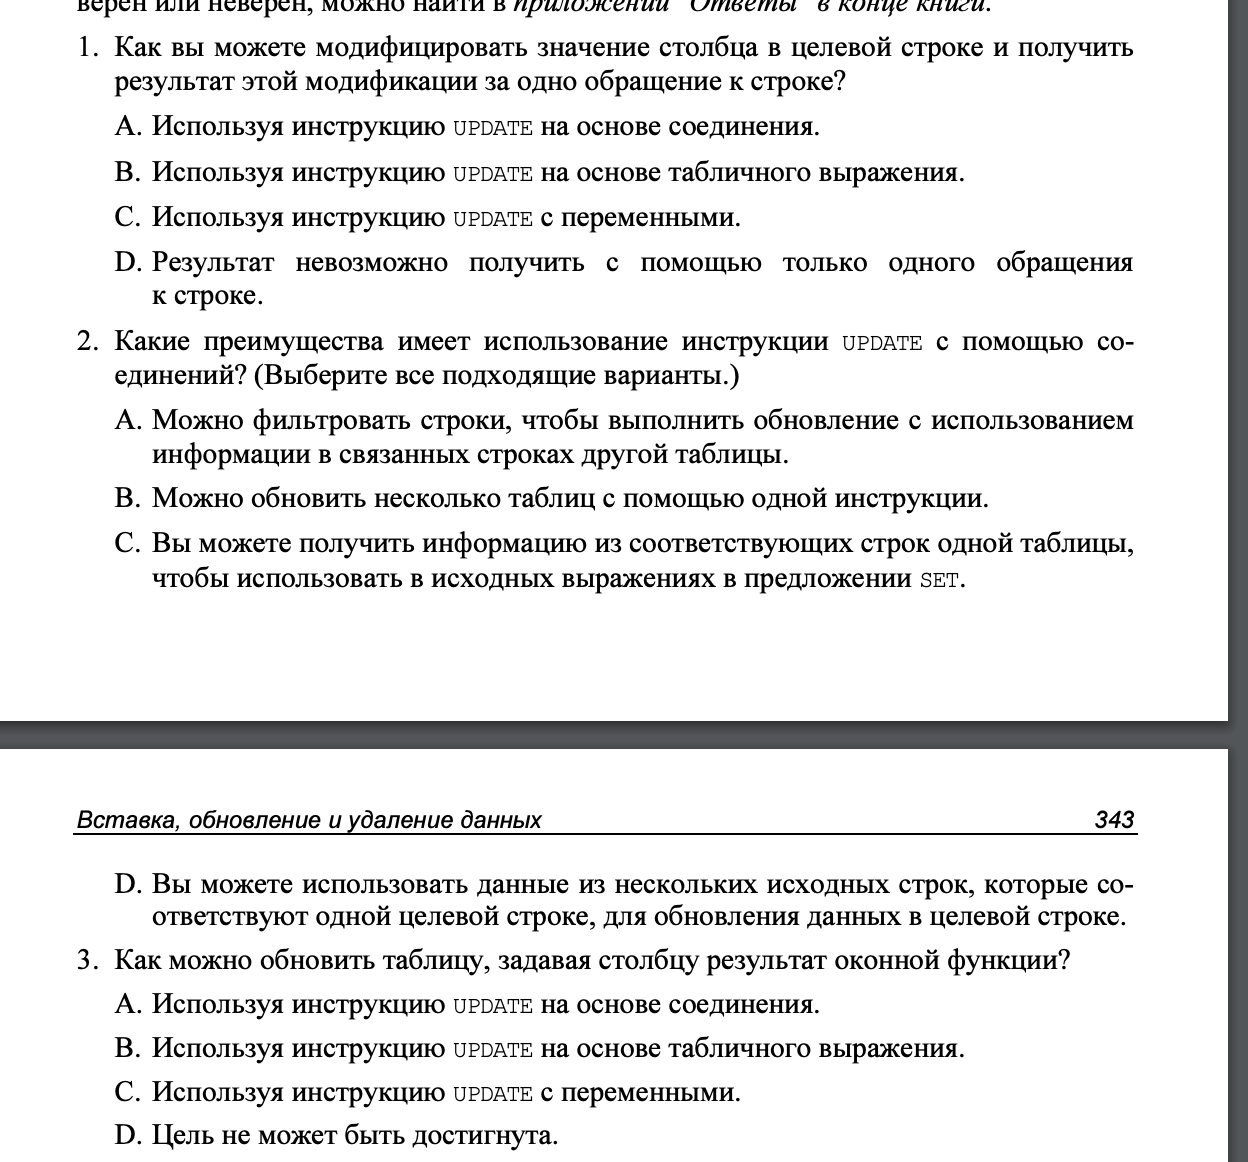 верен или неверен, можно найти в приложении "Ответы" в конце книги.
1. Как вы можете модифицировать значение столбца в целевой строке и получить
результат этой модификации за одно обращение к строке?
A. Используя инструкцию UPDATE на основе соединения.
B. Используя инструкцию UPDATE на основе табличного выражения.
C. Используя инструкцию UPDATE с переменными.
D. Результат невозможно получить с помощью только одного обращения
к строке.
2. Какие преимущества имеет использование инструкции UPDATE с помощью со-
единений? (Выберите все подходящие варианты.)
A. Можно фильтровать строки, чтобы выполнить обновление с использованием
информации в связанных строках другой таблицы.
B. Можно обновить несколько таблиц с помощью одной инструкции.
C. Вы можете получить информацию из соответствующих строк одной таблицы,
чтобы использовать в исходных выражениях в предложении SET.
Вставка, обновление и удаление данных 343
D. Вы можете использовать данные из нескольких исходных строк, которые со-
ответствуют одной целевой строке, для обновления данных в целевой строке.
3. Как можно обновить таблицу, задавая столбцу результат оконной функции?
A. Используя инструкцию UPDATE на основе соединения.
B. Используя инструкцию UPDATE на основе табличного выражения.
C. Используя инструкцию UPDATE с переменными.
D. Цель не может быть достигнута.